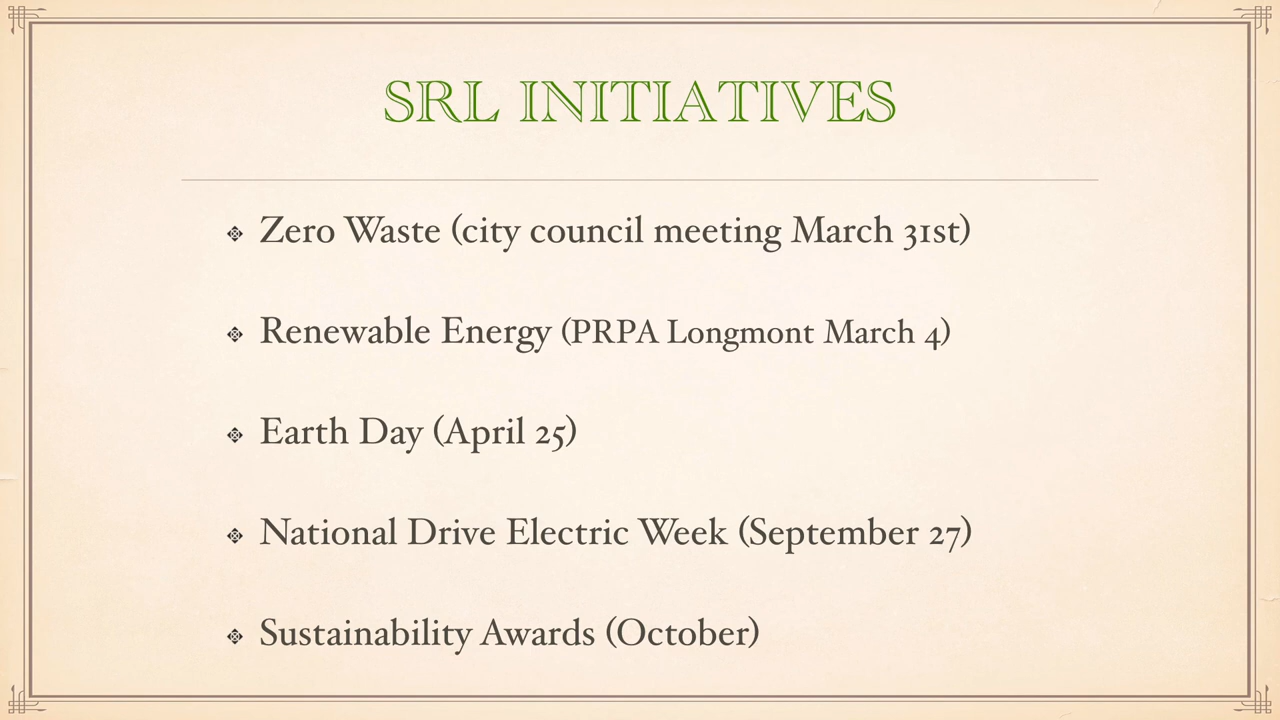 SRL INITIATIVES
Zero Waste (city council meeting March 31st)
Renewable Energy (PRPA Longmont March 4)
Earth Day (April 25)
National Drive Electric Week (September 27)
Sustainability Awards (October)